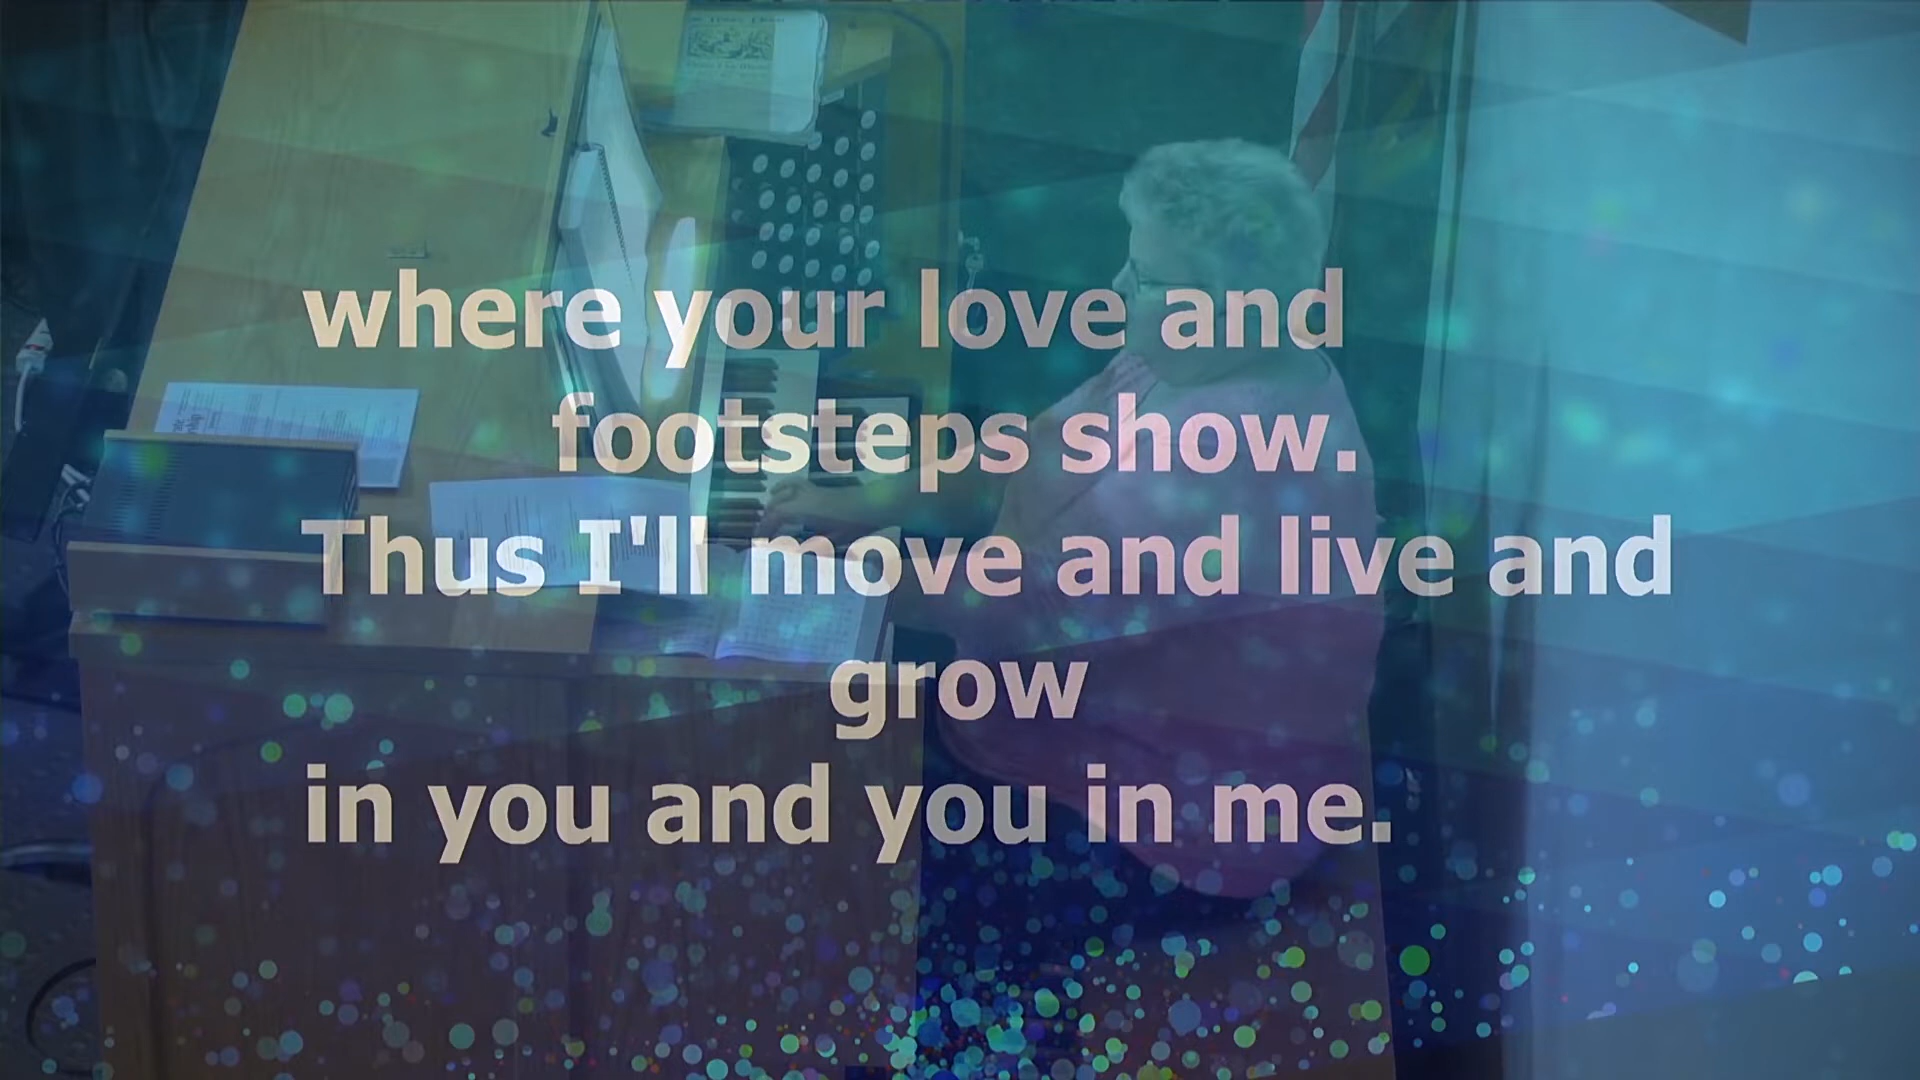 where your love and
footsteps show.
Thus I'll move and live and
grow
in you and you in me.